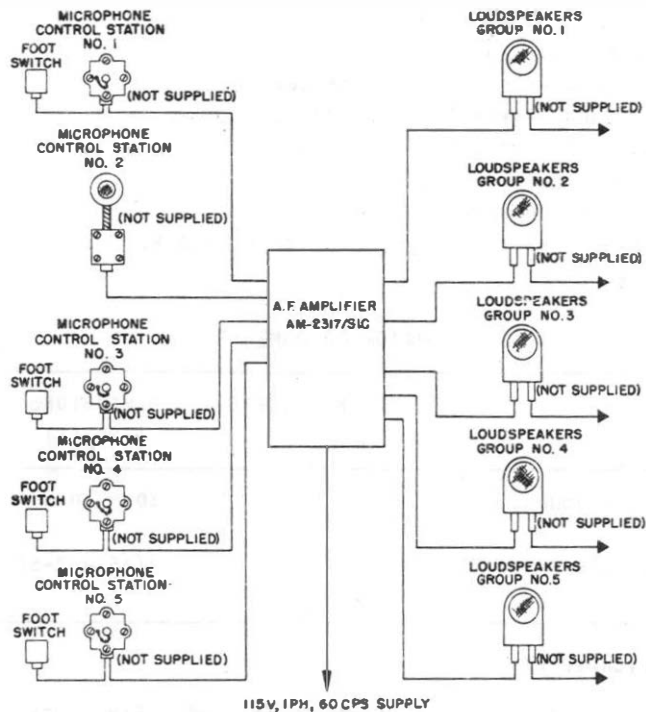 MICROPHONE
CONTROL STATION
NO. 1
FOOT
SWITCH
(NOT SUPPLIED)
MICROPHONE
CONTROL STATION
NO. 2
(NOT SUPPLIED)
MICROPHONE
CONTROL STATION
NO. 3
FOOT
SWITCH
(NOT SUPPLIED)
MICROPHONE
CONTROL STATION
NO. 4
FOOT
SWITCH
(NOT SUPPLIED)
MICROPHONE
CONTROL STATION
NO. 5
FOOT
SWITCH
(NOT SUPPLIED)
A.F. AMPLIFIER
AM-2317/SIC
115V, 1PH, 60 CPS SUPPLY
LOUDSPEAKERS
GROUP NO. 1
(NOT SUPPLIED)
LOUDSPEAKERS
GROUP NO. 2
(NOT SUPPLIED)
LOUDSPEAKERS
GROUP NO. 3
(NOT SUPPLIED)
LOUDSPEAKERS
GROUP NO. 4
(NOT SUPPLIED)
LOUDSPEAKERS
GROUP NO. 5
(NOT SUPPLIED)